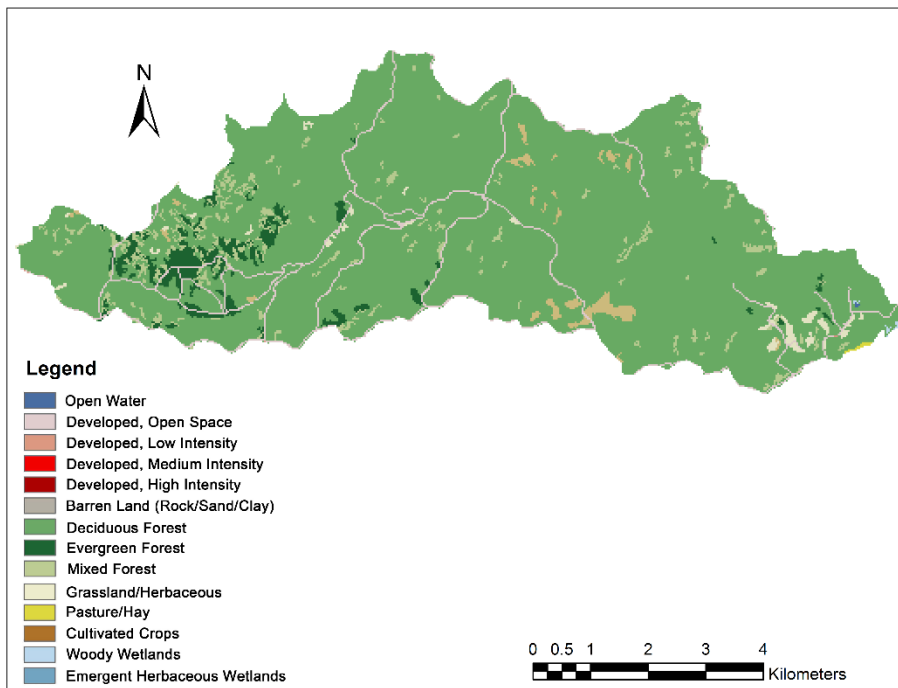 N
Legend
Open Water
Developed, Open Space
Developed, Low Intensity
Developed, Medium Intensity
Developed, High Intensity
Barren Land (Rock/Sand/Clay)
Deciduous Forest
Evergreen Forest
Mixed Forest
Grassland/Herbaceous
Pasture/Hay
Cultivated Crops
Woody Wetlands
Emergent Herbaceous Wetlands
0 0.5 1 2 3 4
Kilometers